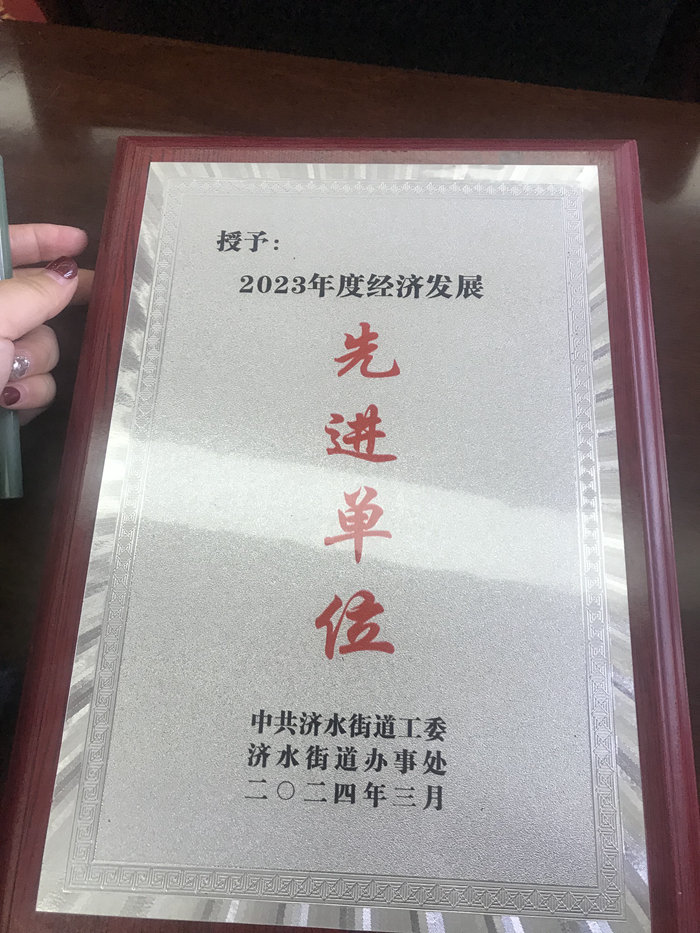 授予：
2023年度经济发展
先
进
单
位
中共济水街道工委
济水街道办事处
二〇二四年三月